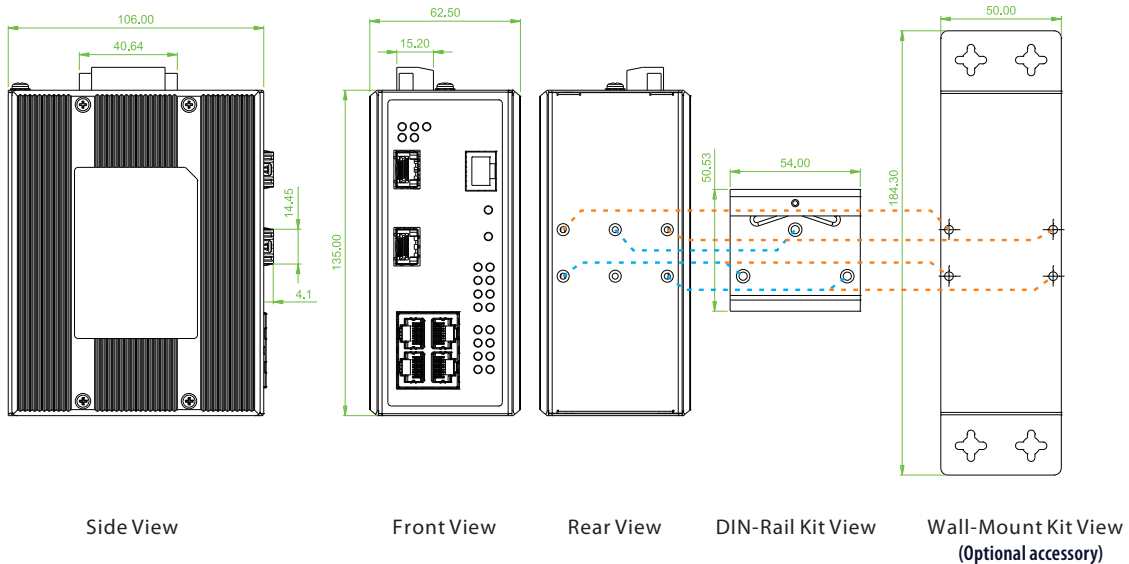 106.00
62.50
50.00
40.64
15.20
54.00
50.53
184.30
14.45
135.00
4.1
Side View
Front View
Rear View
DIN-Rail Kit View
Wall-Mount Kit View
(Optional accessory)